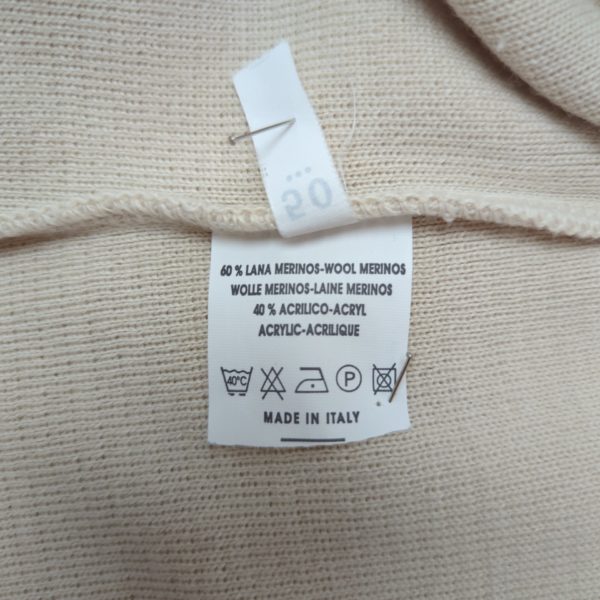 50
60 % LANA MERINOS-WOOL MERINOS
WOLLE MERINOS-LAINE MERINOS
40 % ACRILICO-ACRYL
ACRYLIC-ACRILIQUE
40°C P
MADE IN ITALY